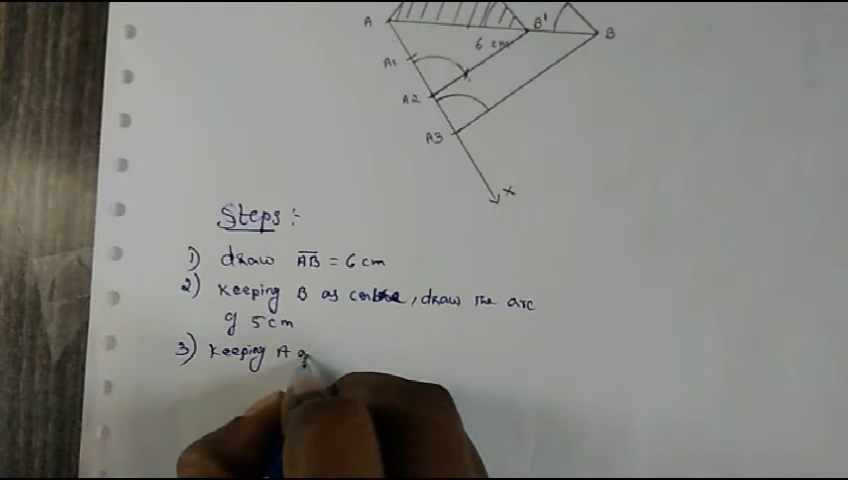 A B' B
6 cm
A1
A2
A3
X
Steps :-
1) draw AB = 6 cm
2) Keeping B as centre, draw the arc
of 5 cm
3) Keeping A